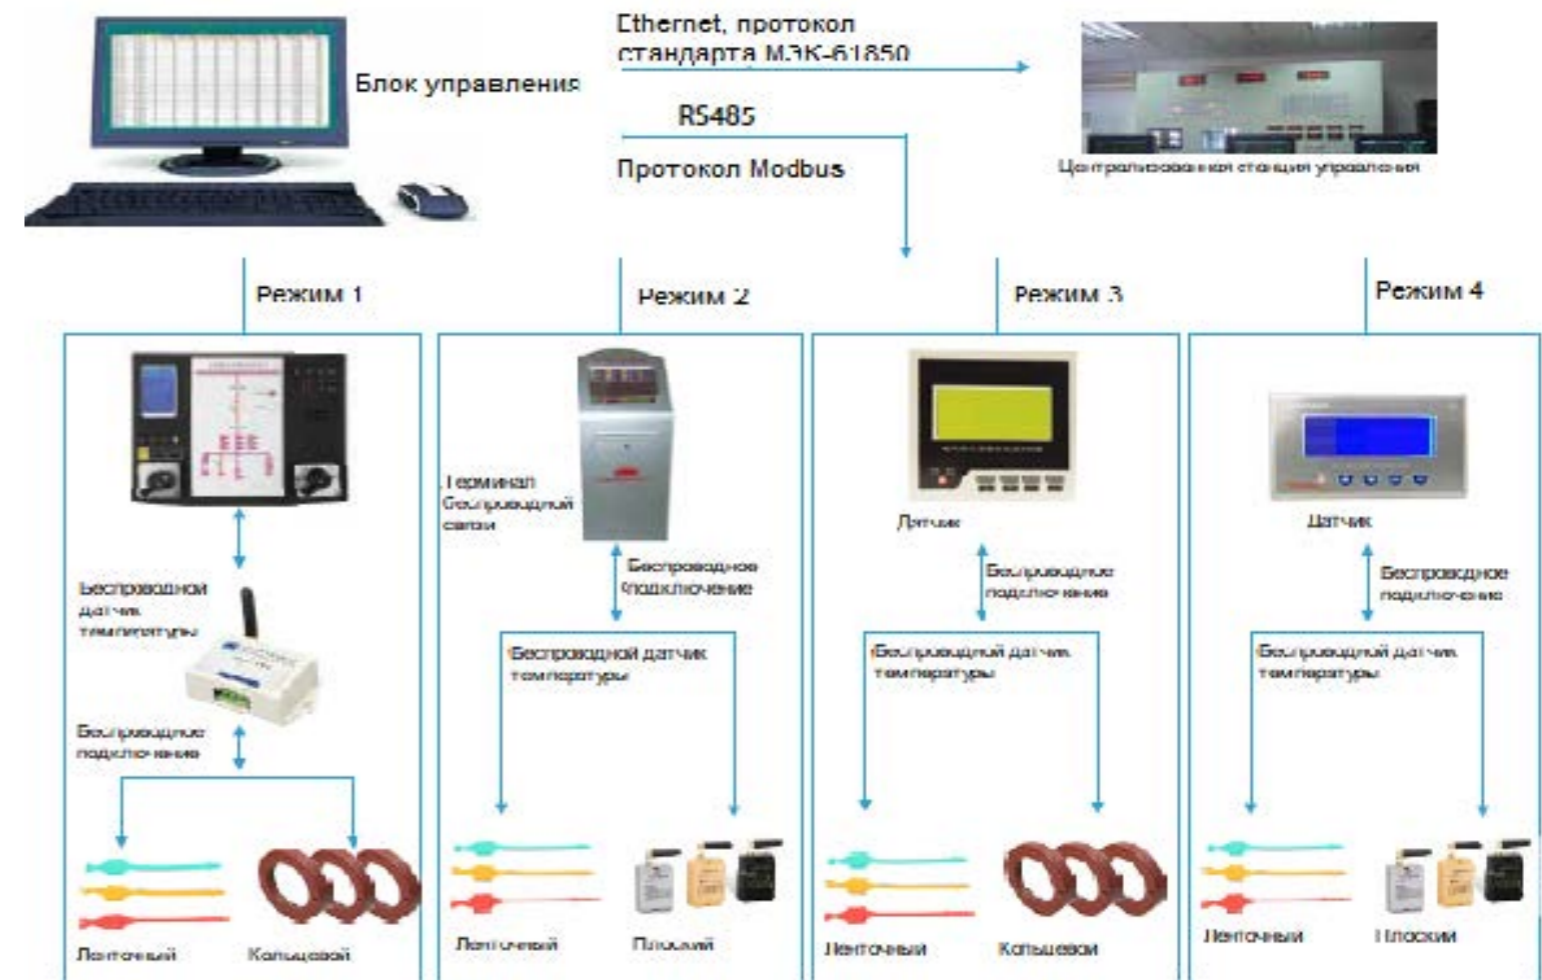 Ethernet, протокол
стандарта МЭК-61850
Блок управления
RS485
Протокол Modbus
Централизованная станция управления
Режим 1
Режим 2
Режим 3
Режим 4
Терминал
беспроводной
связи
Датчик
Датчик
Беспроводной
датчик
температуры
Беспроводное
подключение
Беспроводное
подключение
Беспроводное
подключение
Беспроводной датчик
температуры
Беспроводной датчик
температуры
Беспроводной датчик
температуры
Беспроводное
подключение
Ленточный
Кольцевой
Ленточный
Плоский
Ленточный
Кольцевой
Ленточный
Плоский